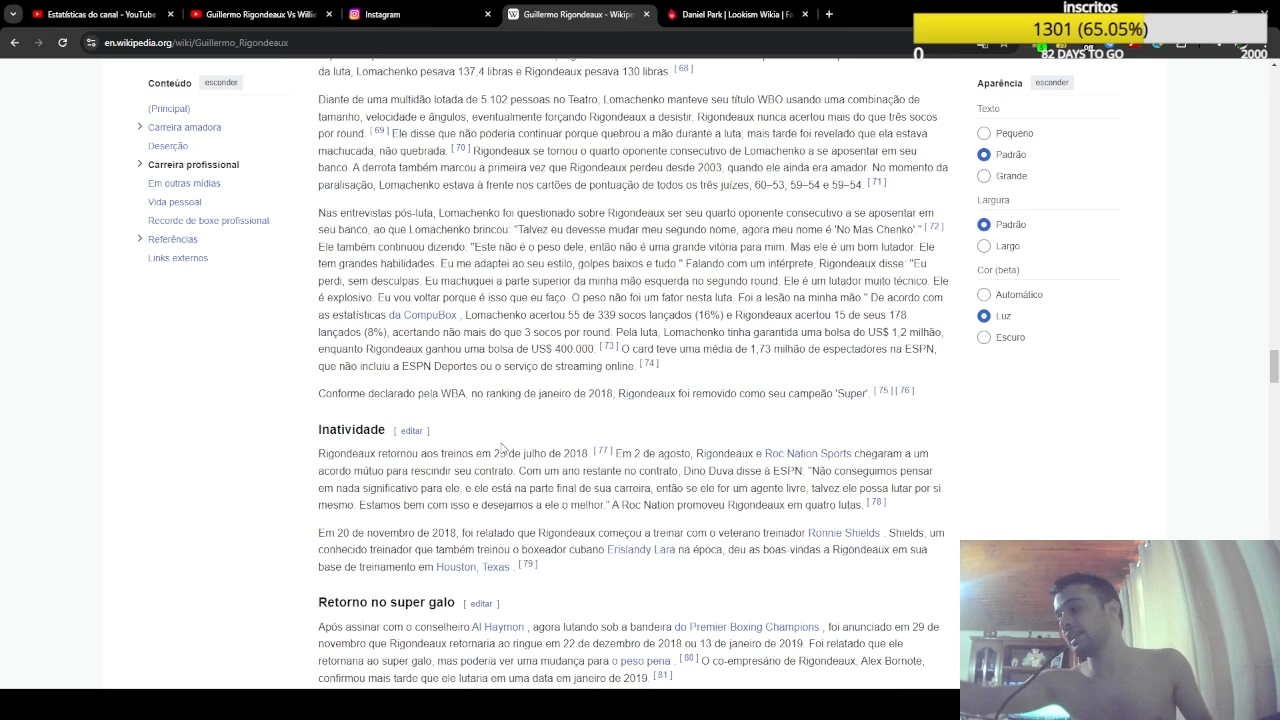 Estatísticas do canal - YouTube
Guillermo Rigondeaux Vs Willi
Instagram
Guillermo Rigondeaux - Wikipe
Daniel Park | Lookism Wikia | Fa
inscritos
1301 (65.05%)
0
82 DAYS TO GO
2000
en.wikipedia.org/wiki/Guillermo_Rigondeaux
Conteúdo
esconder
(Principal)
Carreira amadora
Deserção
Carreira profissional
Em outras mídias
Vida pessoal
Recorde de boxe profissional
Referências
Links externos
da luta, Lomachenko pesava 137,4 libras e Rigondeaux pesava 130 libras. [68]
Diante de uma multidão lotada de 5.102 pessoas no Teatro, Lomachenko manteve seu título WBO usando uma combinação de
tamanho, velocidade e ângulos, eventualmente forçando Rigondeaux a desistir. Rigondeaux nunca acertou mais do que três socos
por round. [69] Ele disse que não poderia continuar porque quebrou a mão durante a luta; mais tarde foi revelado que ela estava
machucada, não quebrada. [70] Rigondeaux se tornou o quarto oponente consecutivo de Lomachenko a se aposentar em seu
banco. A derrota também marcou a primeira vez que Rigondeaux perdeu desde 2003, quando ele ainda era amador. No momento da
paralisação, Lomachenko estava à frente nos cartões de pontuação de todos os três juízes, 60–53, 59–54 e 59–54. [71]
Nas entrevistas pós-luta, Lomachenko foi questionado sobre Rigondeaux ser seu quarto oponente consecutivo a se aposentar em
seu banco, ao que Lomachenko brincou: "Talvez eu devesse mudar meu segundo nome, agora meu nome é 'No Mas Chenko' " [72]
Ele também continuou dizendo: "Este não é o peso dele, então não é uma grande vitória para mim. Mas ele é um bom lutador. Ele
tem grandes habilidades. Eu me adaptei ao seu estilo, golpes baixos e tudo." Falando com um intérprete, Rigondeaux disse: "Eu
perdi, sem desculpas. Eu machuquei a parte superior da minha mão esquerda no segundo round. Ele é um lutador muito técnico. Ele
é explosivo. Eu vou voltar porque é isso que eu faço. O peso não foi um fator nesta luta. Foi a lesão na minha mão." De acordo com
as estatísticas da CompuBox , Lomachenko acertou 55 de 339 socos lançados (16%) e Rigondeaux acertou 15 de seus 178
lançados (8%), acertando não mais do que 3 socos por round. Pela luta, Lomachenko tinha garantida uma bolsa de US$ 1,2 milhão,
enquanto Rigondeaux ganhou uma bolsa de US$ 400.000. [73] O card teve uma média de 1,73 milhão de espectadores na ESPN,
que não incluiu a ESPN Deportes ou o serviço de streaming online. [74]
Conforme declarado pela WBA, no ranking de janeiro de 2018, Rigondeaux foi removido como seu campeão 'Super'. [75] [76]
Inatividade [ editar ]
Rigondeaux retornou aos treinos em 25 de julho de 2018. [77] Em 2 de agosto, Rigondeaux e Roc Nation Sports chegaram a um
acordo mútuo para rescindir seu contrato. Com um ano restante no contrato, Dino Duva disse à ESPN: "Não conseguimos pensar
em nada significativo para ele, e ele está na parte final de sua carreira, então se ele for um agente livre, talvez ele possa lutar por si
mesmo. Estamos bem com isso e desejamos a ele o melhor." A Roc Nation promoveu Rigondeaux em quatro lutas. [78]
Em 20 de novembro de 2018, foi relatado que Rigondeaux começou a treinar com o veterano treinador Ronnie Shields . Shields, um
conhecido treinador que também treinou o boxeador cubano Erislandy Lara na época, deu as boas-vindas a Rigondeaux em sua
base de treinamento em Houston, Texas . [79]
Retorno no super galo [ editar ]
Após assinar com o conselheiro Al Haymon , agora lutando sob a bandeira do Premier Boxing Champions , foi anunciado em 29 de
novembro que Rigondeaux retornaria ao ringue em 22 de dezembro de 2018 ou 13 de janeiro de 2019. Foi relatado que ele
retornaria ao super galo, mas poderia ver uma mudança para o peso pena . [80] O co-empresário de Rigondeaux, Alex Bornote,
confirmou mais tarde que ele lutaria em uma data em janeiro de 2019. [81]
Aparência
esconder
Texto
Pequeno
Padrão
Grande
Largura
Padrão
Largo
Cor (beta)
Automático
Luz
Escuro